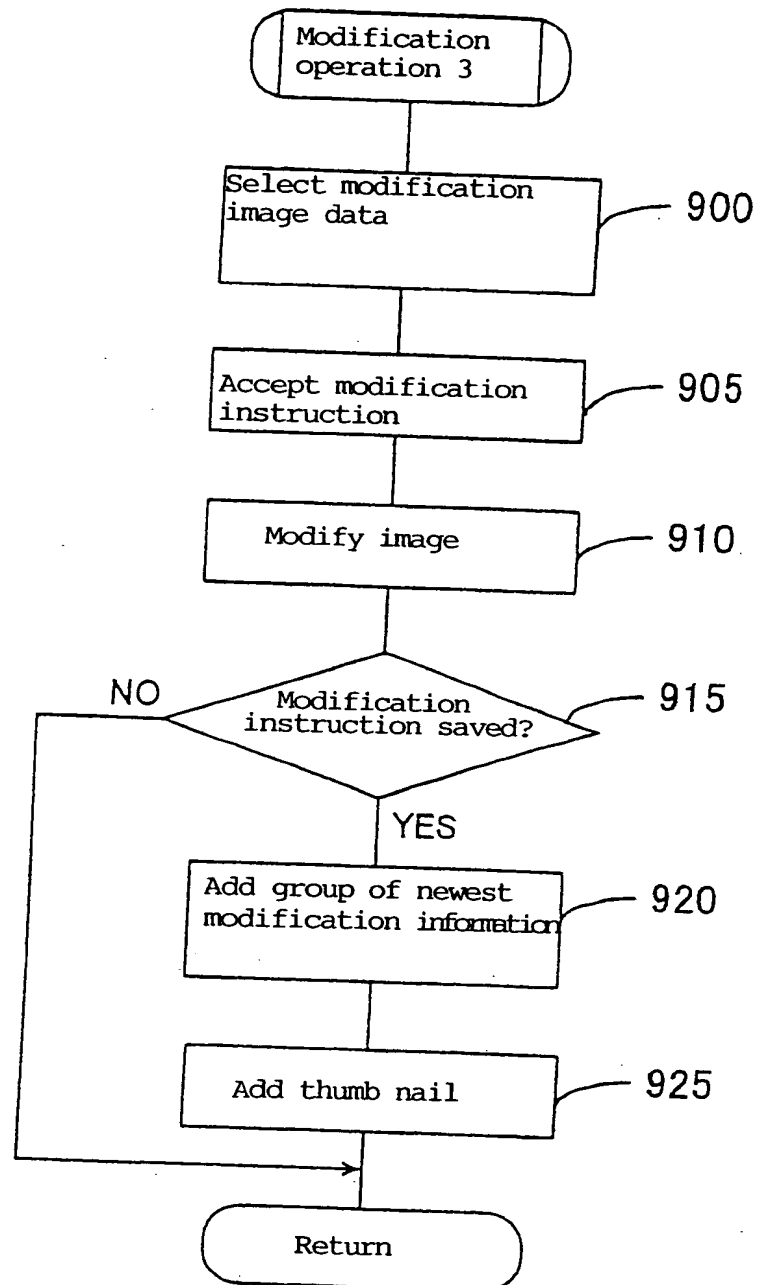 Modification
operation 3
Select modification
image data
900
Accept modification
instruction
905
Modify image
910
NO
Modification
instruction saved?
915
YES
Add group of newest
modification information
920
Add thumb nail
925
Return